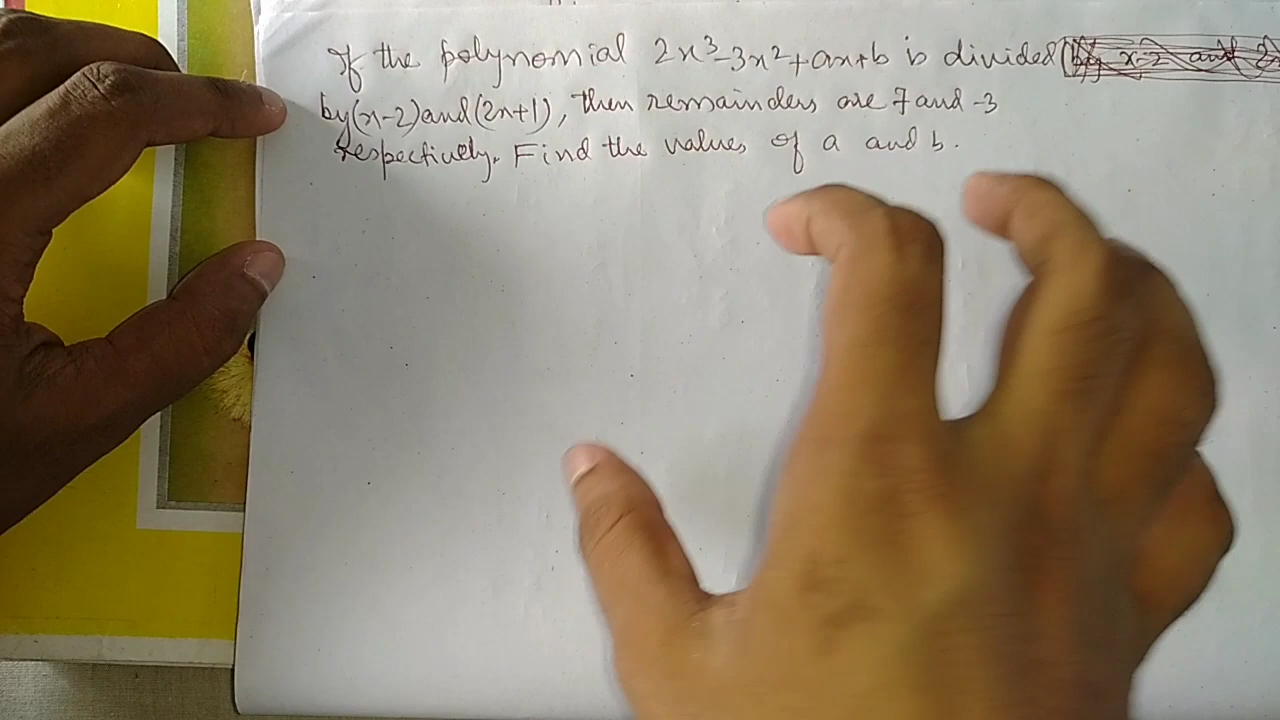 If the polynomial 2x³-3x²+ax+b is divided
by (x-2) and (2x+1), then remainders are 7 and -3
respectively. Find the values of a and b.